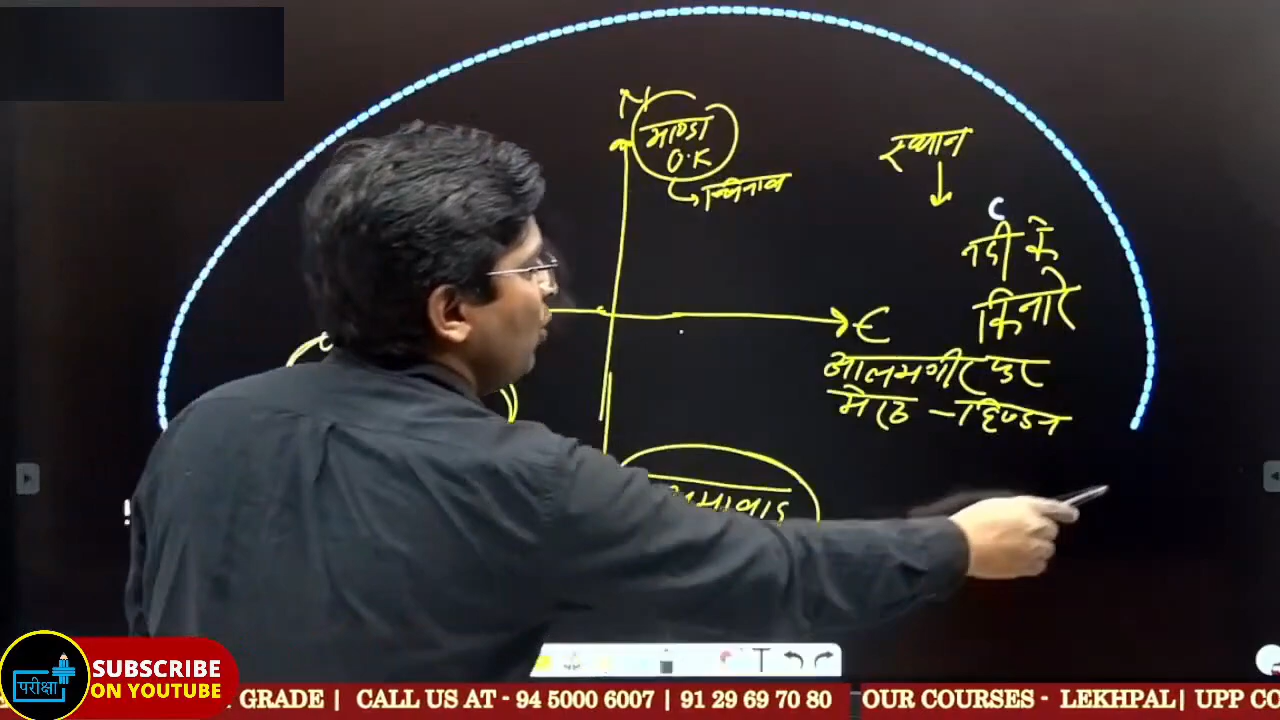 N
माण्डा
O.K
चिनाव
स्थान
C
नदी के
किनारे
E
आलमगीरपुर
मेरठ - हिण्डन
माबाद
!
T
परीक्षा
SUBSCRIBE
ON YOUTUBE
GRADE | CALL US AT - 94 5000 6007 | 91 29 69 70 80 OUR COURSES - LEKHPAL| UPP CO